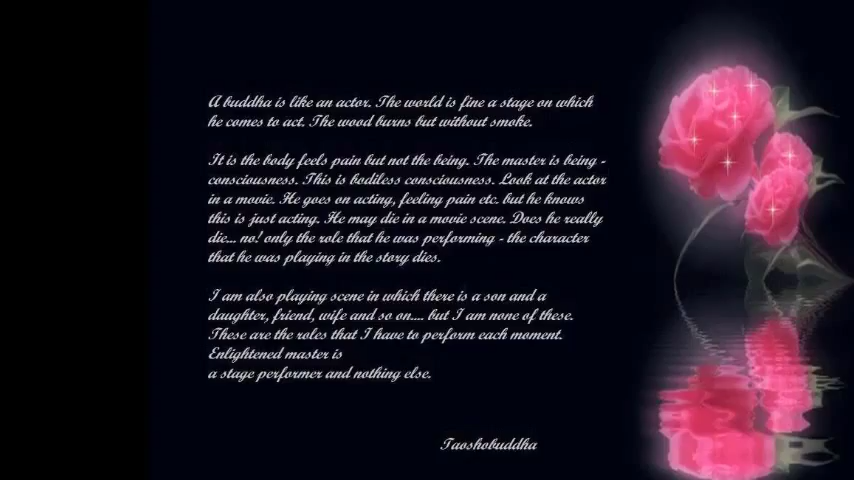 A buddha is like an actor. The world is fine a stage on which
he comes to act. The wood burns but without smoke.
It is the body feels pain but not the being. The master is being -
consciousness. This is bodiless consciousness. Look at the actor
in a movie. He goes on acting, feeling pain etc. but he knows
this is just acting. He may die in a movie scene. Does he really
die... no! only the role that he was performing - the character
that he was playing in the story dies.
I am also playing scene in which there is a son and a
daughter, friend, wife and so on.... but I am none of these.
These are the roles that I have to perform each moment.
Enlightened master is
a stage performer and nothing else.
Taoshobuddha